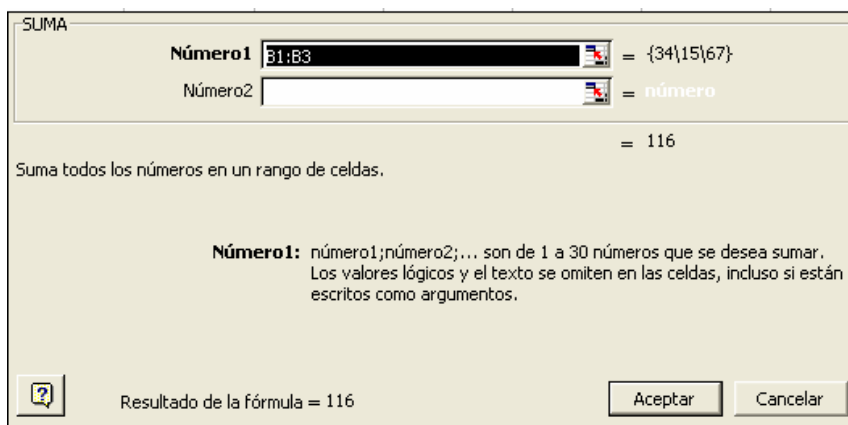 SUMA
Número1 B1:B3 = {34\15\67}
Número2 = número
= 116
Suma todos los números en un rango de celdas.
Número1: número1;número2;... son de 1 a 30 números que se desea sumar.
Los valores lógicos y el texto se omiten en las celdas, incluso si están
escritos como argumentos.
Resultado de la fórmula = 116
Aceptar
Cancelar